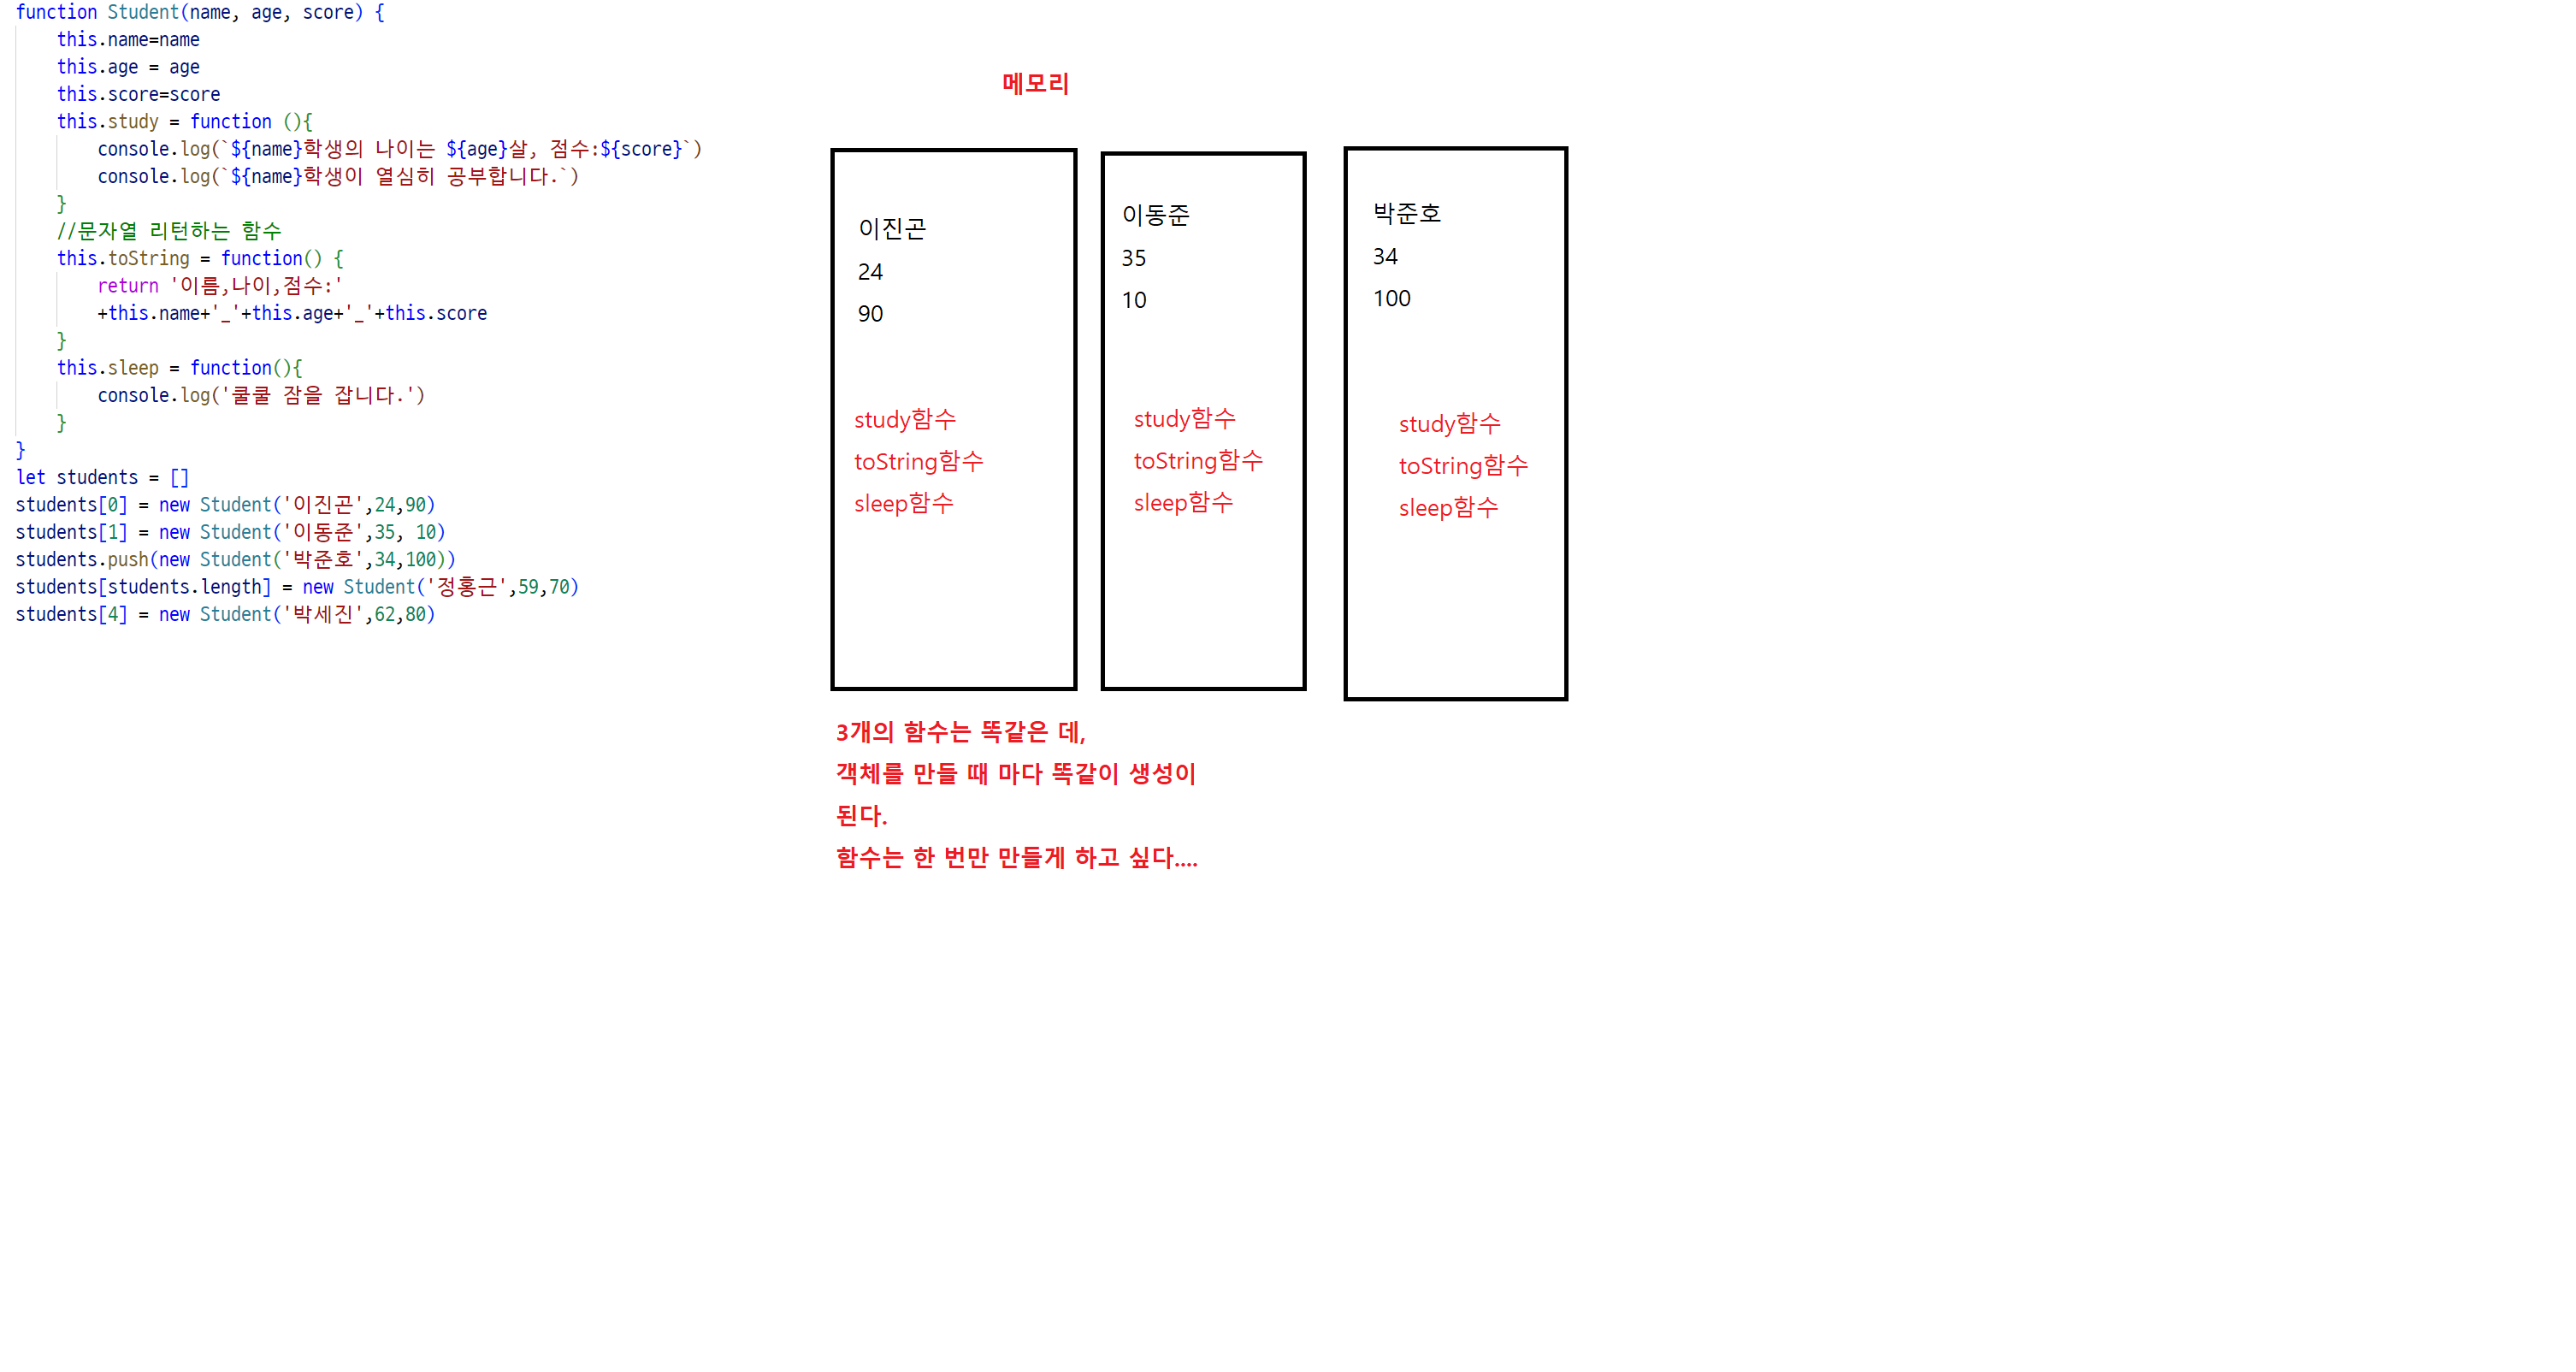 function Student(name, age, score) {
    this.name=name
    this.age = age
    this.score=score
    this.study = function (){
        console.log(`${name}학생의 나이는 ${age}살, 점수:${score}`)
        console.log(`${name}학생이 열심히 공부합니다.`)
    }
    //문자열 리턴하는 함수
    this.toString = function() {
        return '이름,나이,점수:'
        +this.name+'_'+this.age+'_'+this.score
    }
    this.sleep = function(){
        console.log('쿨쿨 잠을 잡니다.')
    }
}
let students = []
students[0] = new Student('이진곤',24,90)
students[1] = new Student('이동준',35, 10)
students.push(new Student('박준호',34,100))
students[students.length] = new Student('정홍근',59,70)
students[4] = new Student('박세진',62,80)
메모리
이진곤
24
90
study함수
toString함수
sleep함수
이동준
35
10
study함수
toString함수
sleep함수
박준호
34
100
study함수
toString함수
sleep함수
3개의 함수는 똑같은 데,
객체를 만들 때 마다 똑같이 생성이
된다.
함수는 한 번만 만들게 하고 싶다....